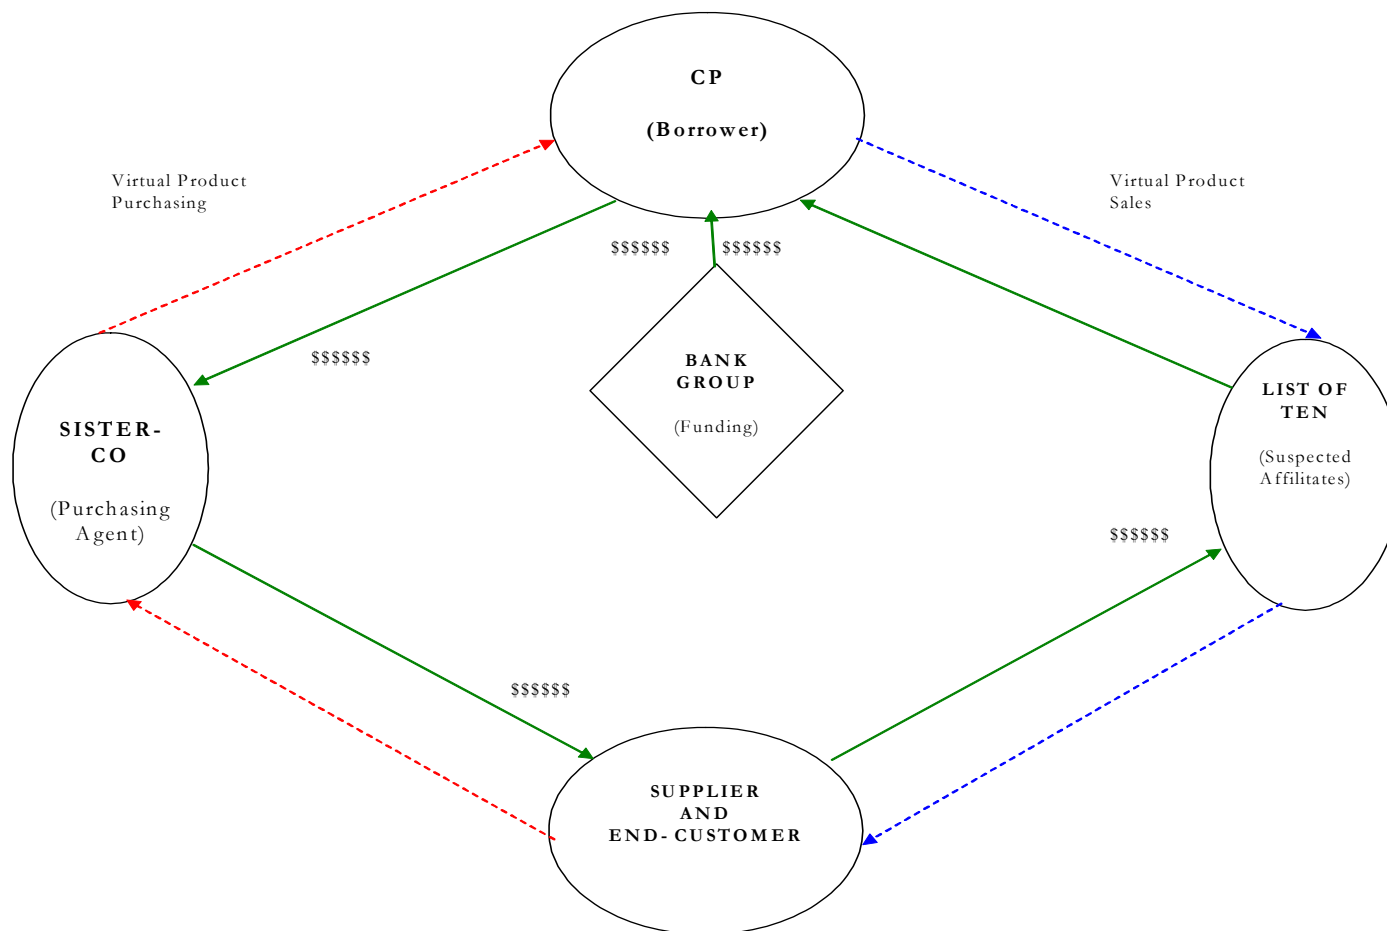 CP
(Borrower)
Virtual Product
Purchasing
Virtual Product
Sales
$$$$$$
$$$$$$
$$$$$$
BANK
GROUP
(Funding)
LIST OF
TEN
(Suspected
Affilitates)
SISTER-
CO
(Purchasing
Agent)
$$$$$$
$$$$$$
SUPPLIER
AND
END-CUSTOMER